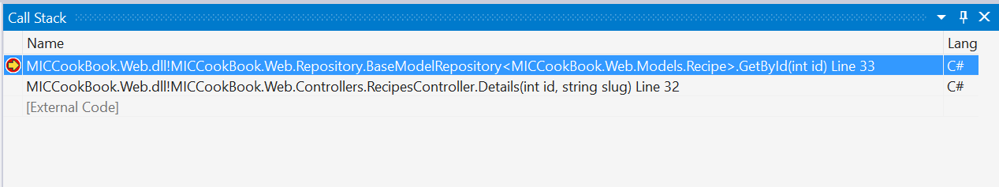 Call Stack
Name Lang
MICCookBook.Web.dll!MICCookBook.Web.Repository.BaseModelRepository<MICCookBook.Web.Models.Recipe>.GetById(int id) Line 33 C#
MICCookBook.Web.dll!MICCookBook.Web.Controllers.RecipesController.Details(int id, string slug) Line 32 C#
[External Code]